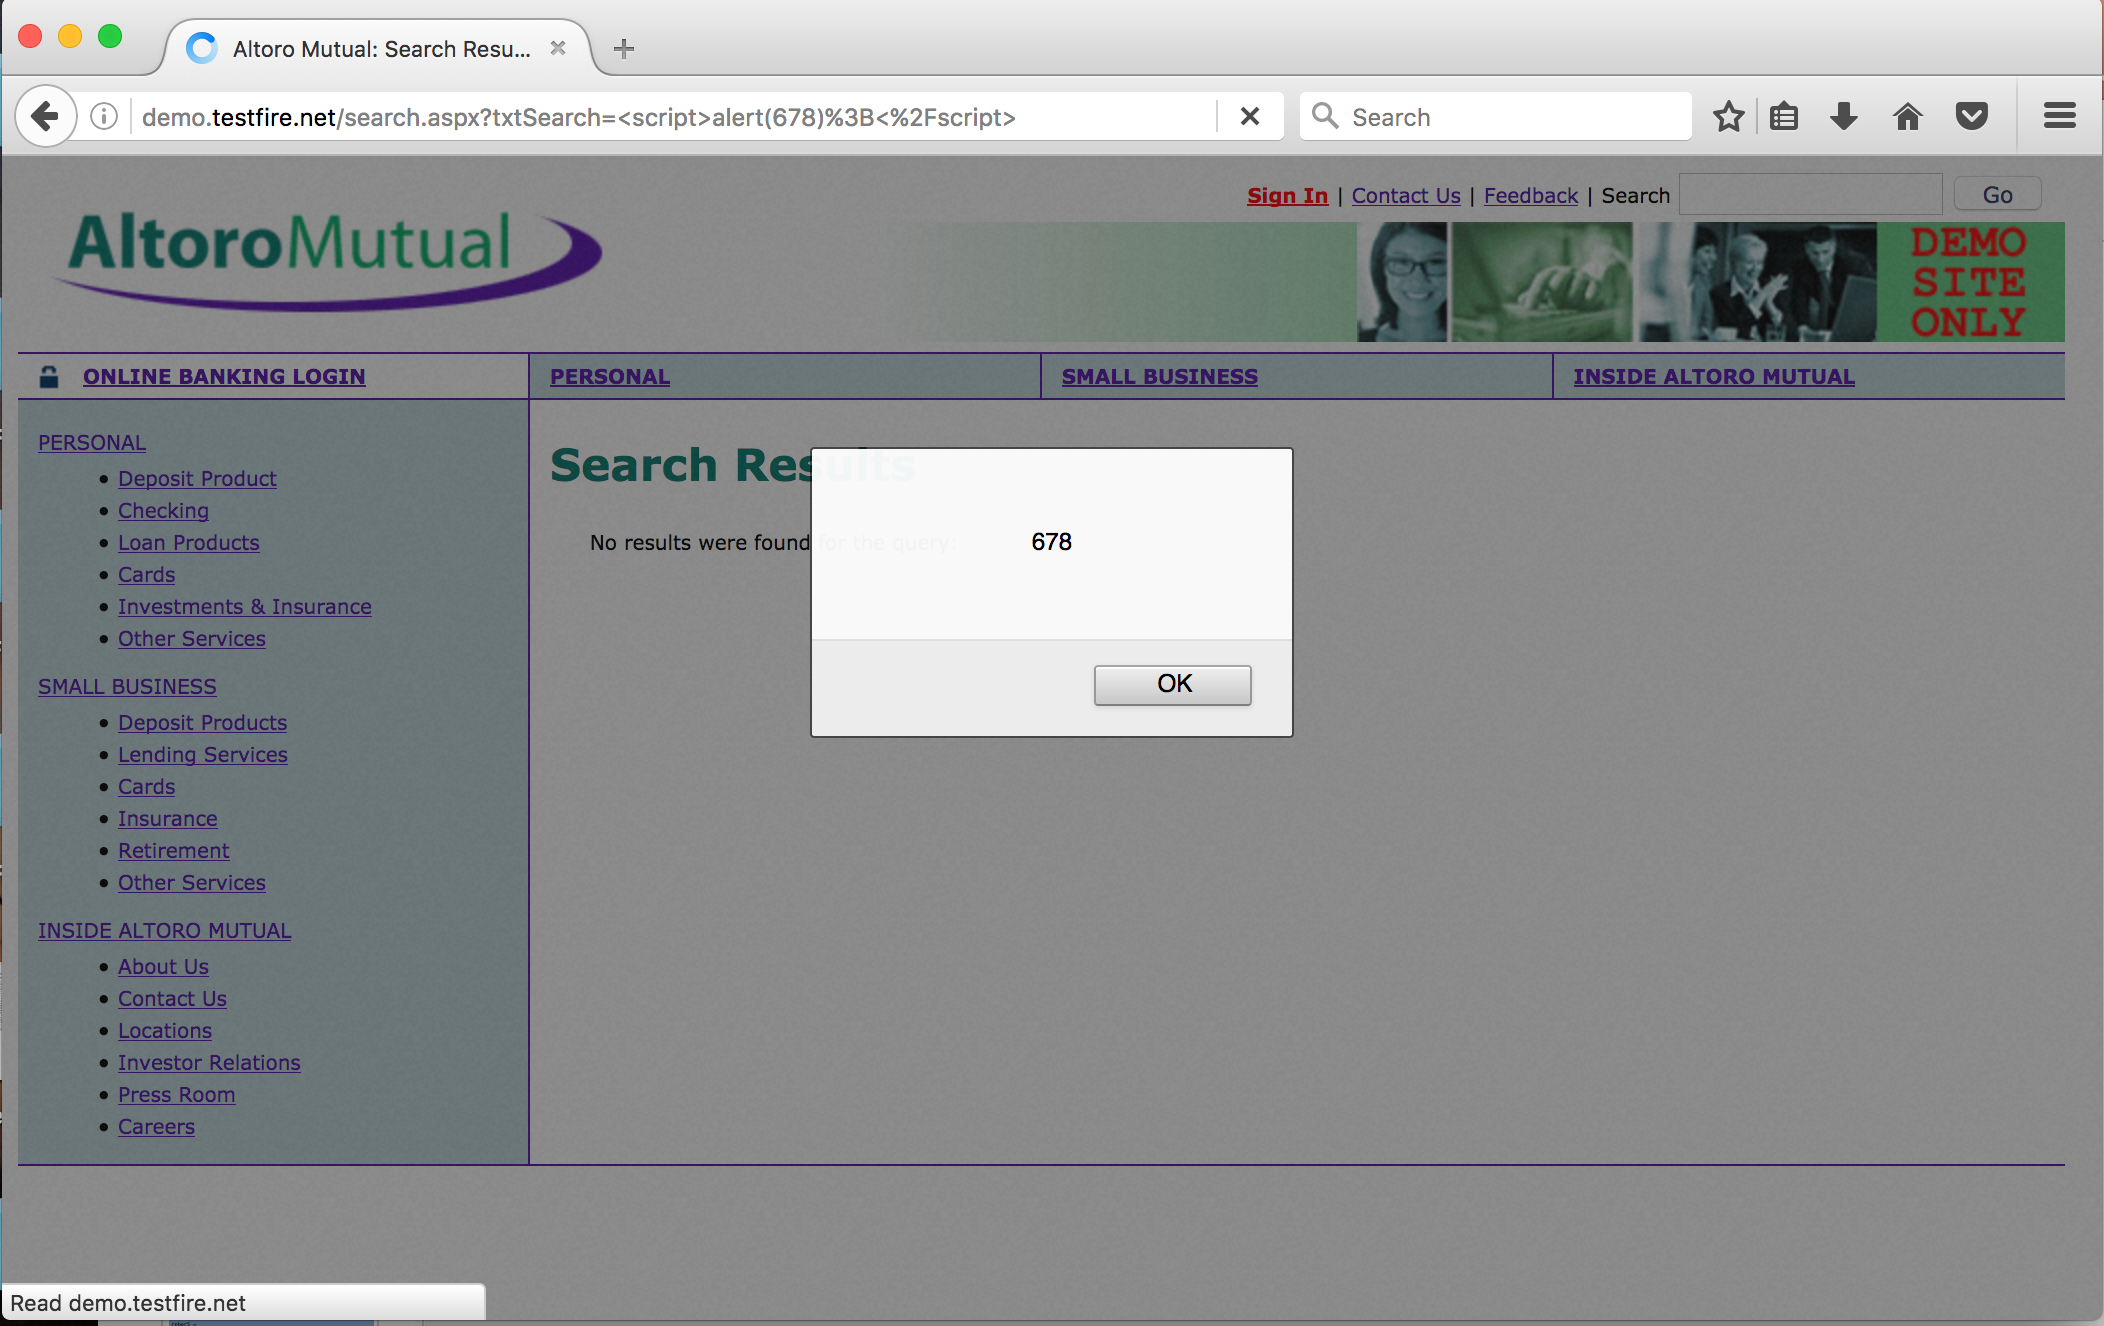 Altoro Mutual: Search Resu...
demo.testfire.net/search.aspx?txtSearch=<script>alert(678)%3B<%2Fscript>
Search
Sign In | Contact Us | Feedback | Search
Go
AltoroMutual
DEMO
SITE
ONLY
ONLINE BANKING LOGIN
PERSONAL
SMALL BUSINESS
INSIDE ALTORO MUTUAL
PERSONAL
• Deposit Product
• Checking
• Loan Products
• Cards
• Investments & Insurance
• Other Services
SMALL BUSINESS
• Deposit Products
• Lending Services
• Cards
• Insurance
• Retirement
• Other Services
INSIDE ALTORO MUTUAL
• About Us
• Contact Us
• Locations
• Investor Relations
• Press Room
• Careers
Search Results
No results were found for the query:
678
OK
Read demo.testfire.net